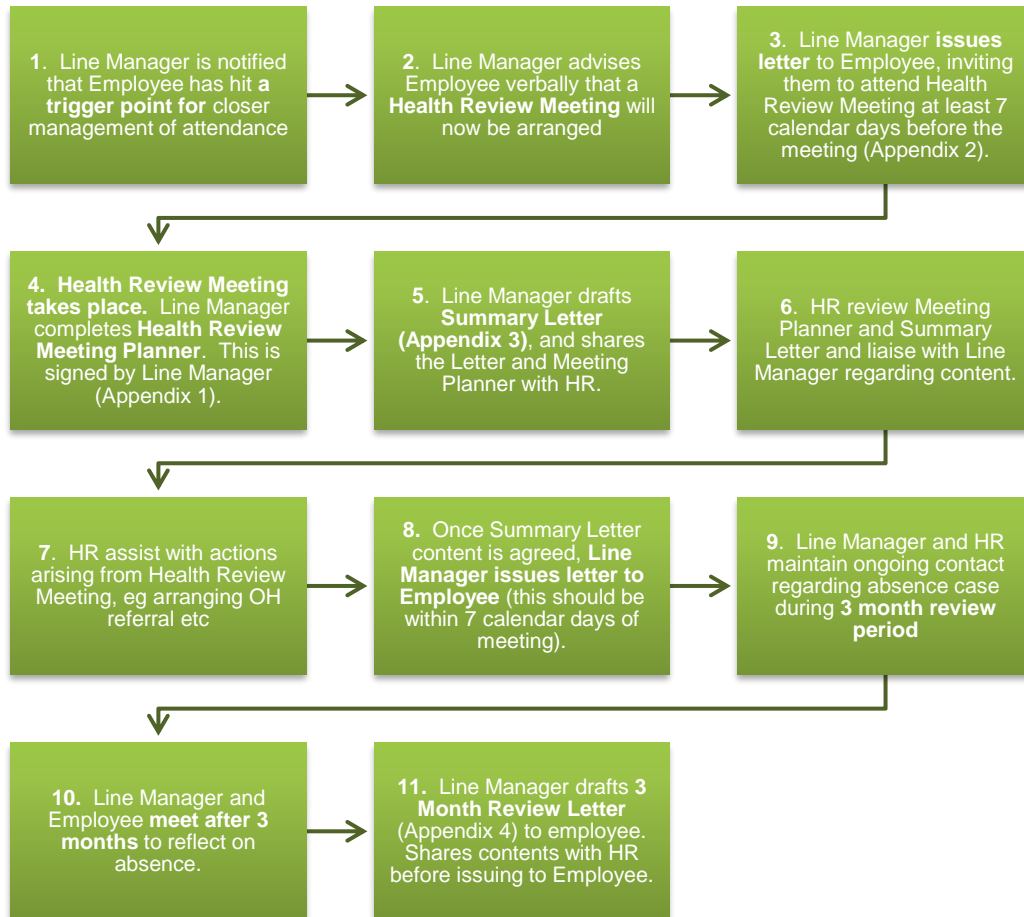 1. Line Manager is notified
that Employee has hit a
trigger point for closer
management of attendance
2. Line Manager advises
Employee verbally that a
Health Review Meeting will
now be arranged
3. Line Manager issues
letter to Employee, inviting
them to attend Health
Review Meeting at least 7
calendar days before the
meeting (Appendix 2).
4. Health Review Meeting
takes place. Line Manager
completes Health Review
Meeting Planner. This is
signed by Line Manager
(Appendix 1).
5. Line Manager drafts
Summary Letter
(Appendix 3), and shares
the Letter and Meeting
Planner with HR.
6. HR review Meeting
Planner and Summary
Letter and liaise with Line
Manager regarding content.
7. HR assist with actions
arising from Health Review
Meeting, eg arranging OH
referral etc
8. Once Summary Letter
content is agreed, Line
Manager issues letter to
Employee (this should be
within 7 calendar days of
meeting).
9. Line Manager and HR
maintain ongoing contact
regarding absence case
during 3 month review
period
10. Line Manager and
Employee meet after 3
months to reflect on
absence.
11. Line Manager drafts 3
Month Review Letter
(Appendix 4) to employee.
Shares contents with HR
before issuing to Employee.